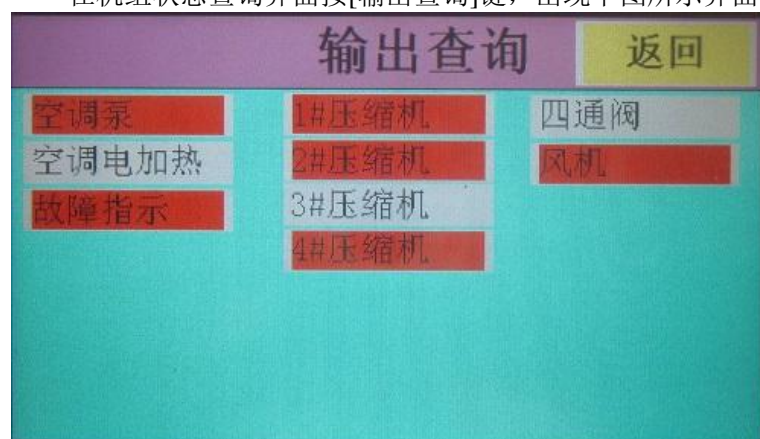 在机组状态查询界面按[输出查询]键，出现下图所示界面
输出查询 返回
空调泵 1#压缩机 四通阀
空调电加热 2#压缩机 风机
故障指示 3#压缩机
4#压缩机